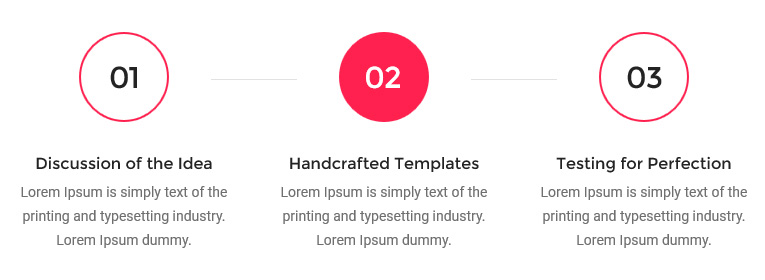 01
02
03
Discussion of the Idea
Lorem Ipsum is simply text of the
printing and typesetting industry.
Lorem Ipsum dummy.
Handcrafted Templates
Lorem Ipsum is simply text of the
printing and typesetting industry.
Lorem Ipsum dummy.
Testing for Perfection
Lorem Ipsum is simply text of the
printing and typesetting industry.
Lorem Ipsum dummy.